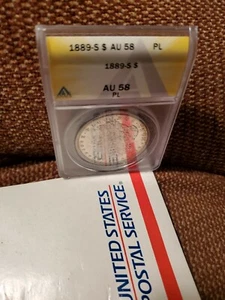 1889-S $ AU 58 PL
1889-S $
AU 58
PL
UNITED STATES
POSTAL SERVICE